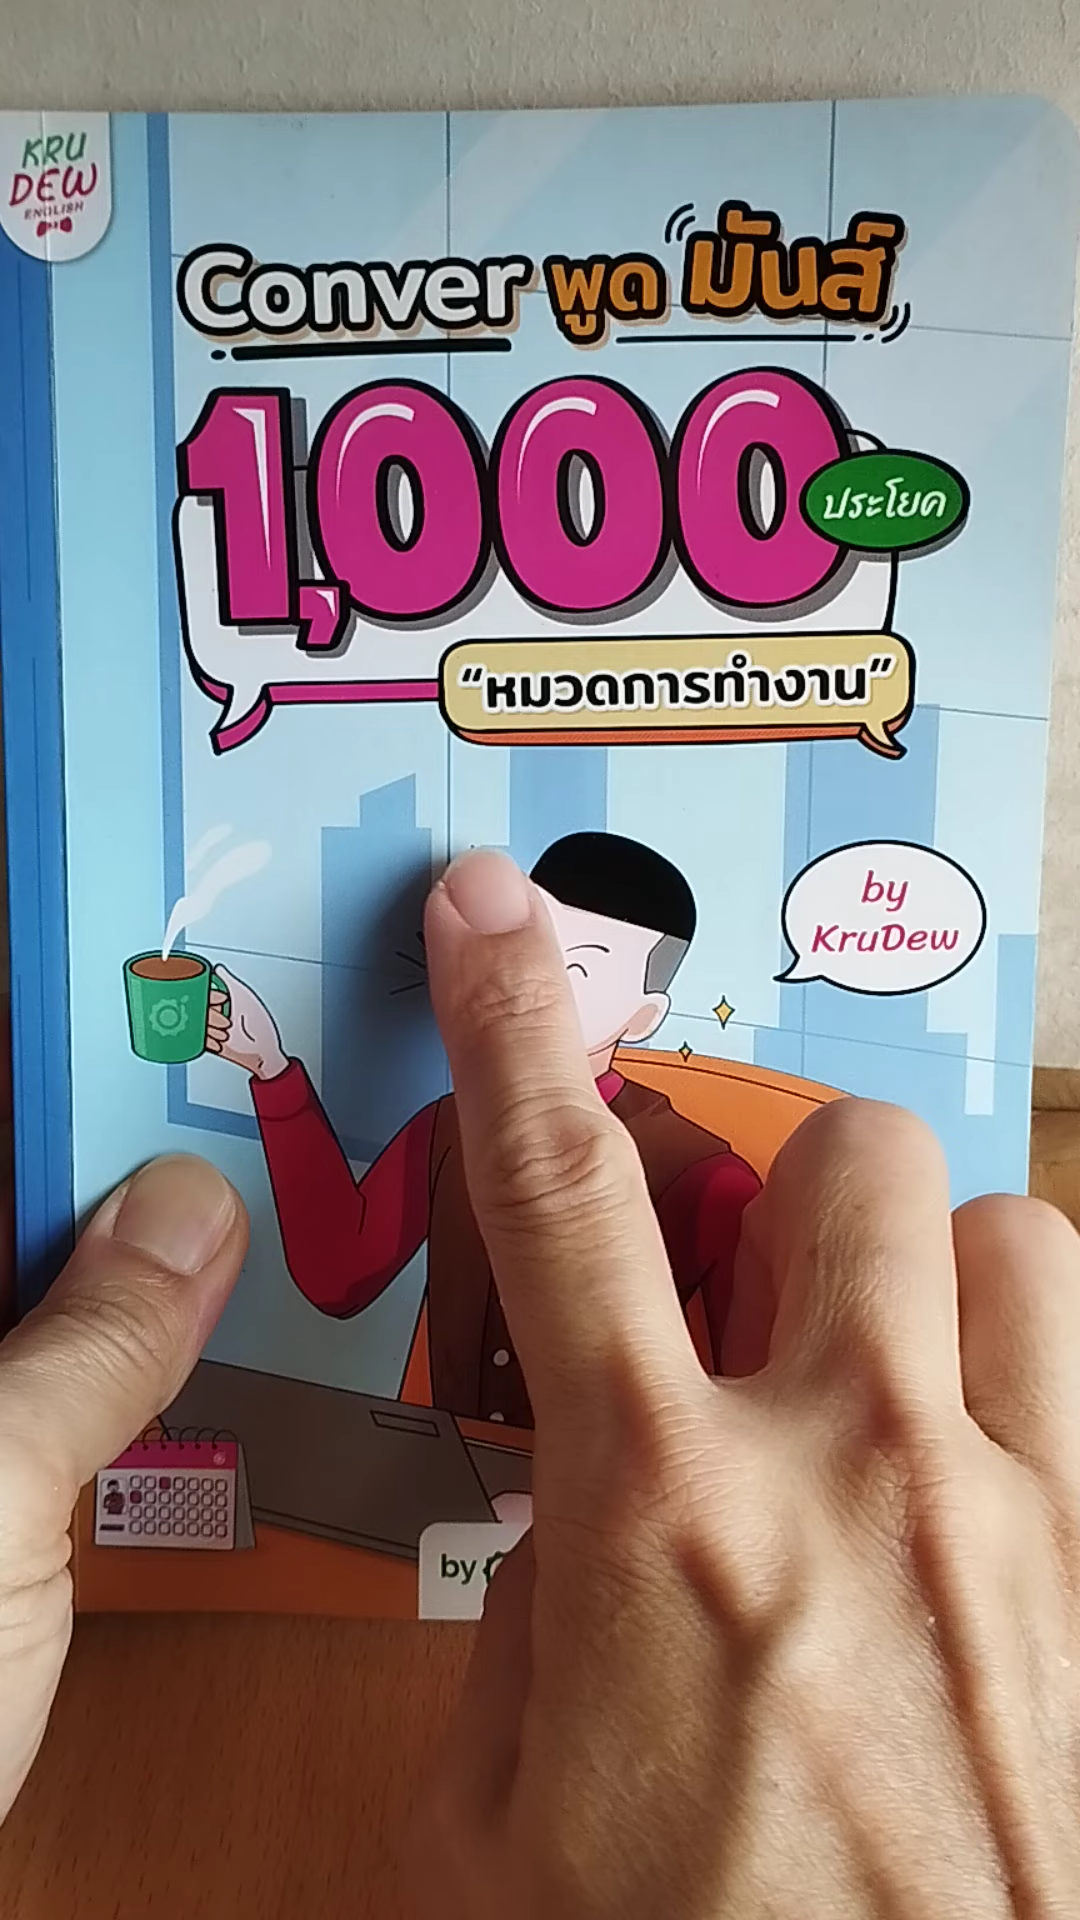 KRU
DEW
ENGLISH
Conver พูด มันส์
1,000
ประโยค
“หมวดการทำงาน”
by
KruDew
by